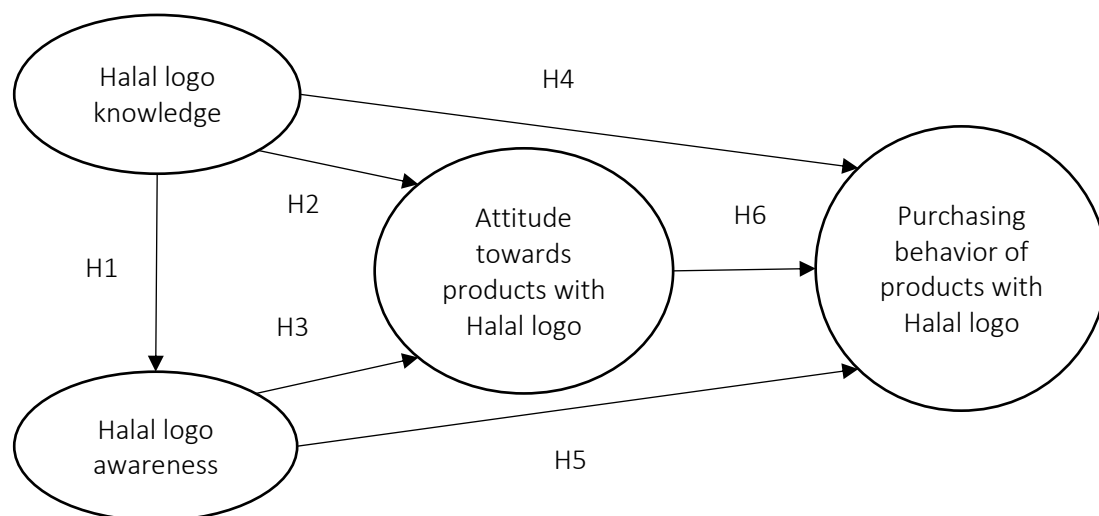 Halal logo
knowledge
H4
H2
Attitude
towards
products with
Halal logo
H6
Purchasing
behavior of
products with
Halal logo
H1
H3
Halal logo
awareness
H5